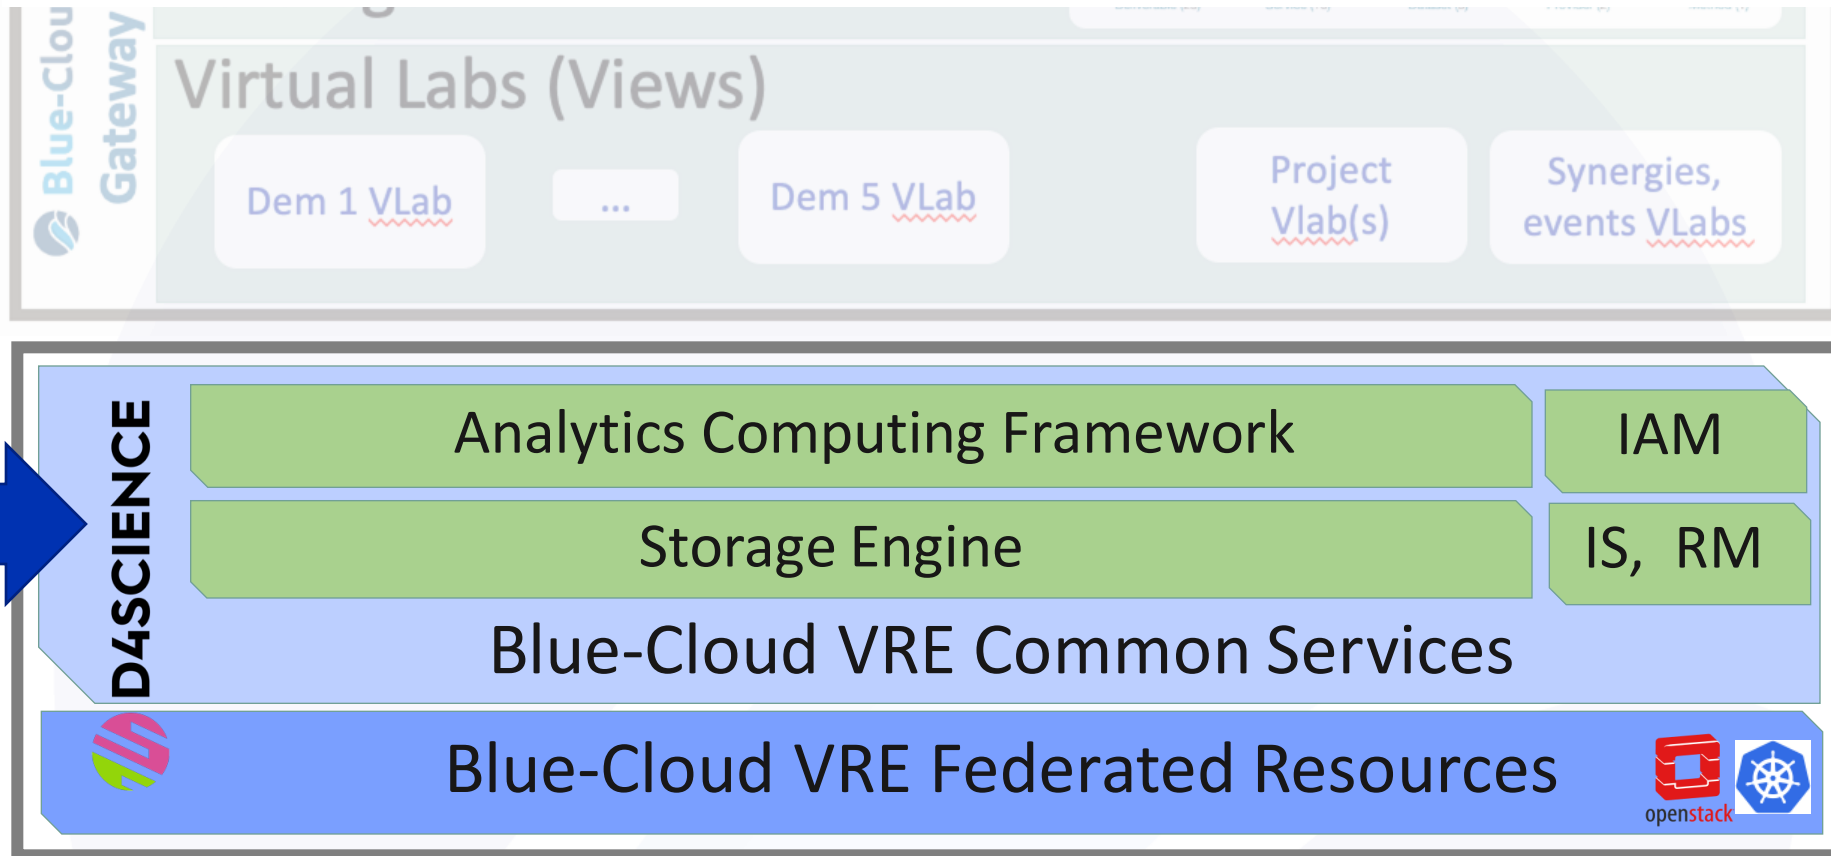 Blue-Clou
Gateway
Virtual Labs (Views)
Dem 1 VLab
...
Dem 5 VLab
Project
Vlab(s)
Synergies,
events VLabs
D4SCIENCE
Analytics Computing Framework
IAM
Storage Engine
IS, RM
Blue-Cloud VRE Common Services
Blue-Cloud VRE Federated Resources
openstack